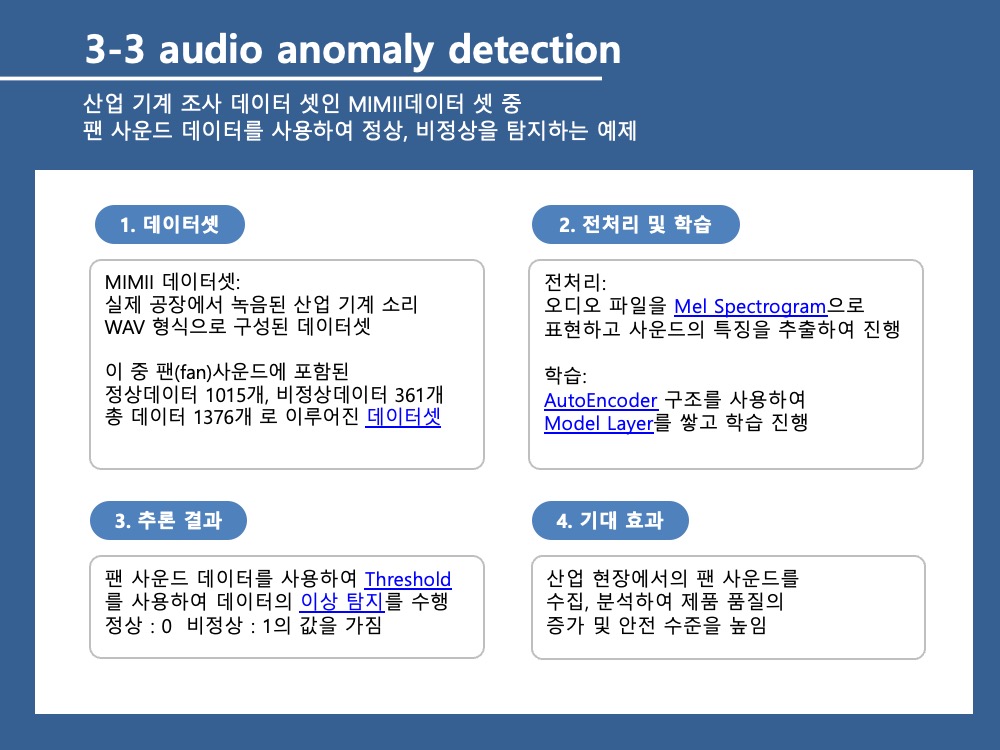 3-3 audio anomaly detection
산업 기계 조사 데이터 셋인 MIMII데이터 셋 중
팬 사운드 데이터를 사용하여 정상, 비정상을 탐지하는 예제
1. 데이터셋
MIMII 데이터셋:
실제 공장에서 녹음된 산업 기계 소리
WAV 형식으로 구성된 데이터셋
이 중 팬(fan)사운드에 포함된
정상데이터 1015개, 비정상데이터 361개
총 데이터 1376개 로 이루어진 데이터셋
2. 전처리 및 학습
전처리:
오디오 파일을 Mel Spectrogram으로
표현하고 사운드의 특징을 추출하여 진행
학습:
AutoEncoder 구조를 사용하여
Model Layer를 쌓고 학습 진행
3. 추론 결과
팬 사운드 데이터를 사용하여 Threshold
를 사용하여 데이터의 이상 탐지를 수행
정상 : 0  비정상 : 1의 값을 가짐
4. 기대 효과
산업 현장에서의 팬 사운드를
수집, 분석하여 제품 품질의
증가 및 안전 수준을 높임